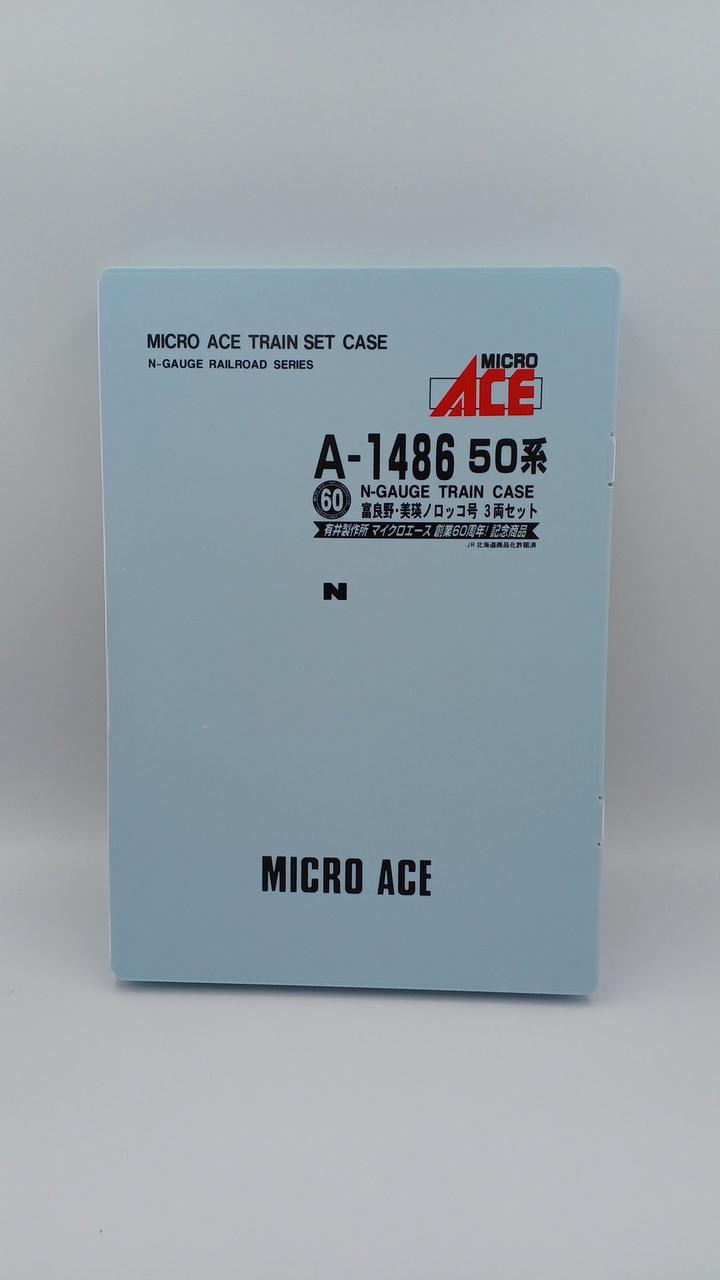 MICRO ACE TRAIN SET CASE
N-GAUGE RAILROAD SERIES
MICRO
ACE
A-1486 50系
60
N-GAUGE TRAIN CASE
富良野・美瑛ノロッコ号 3両セット
有井製作所 マイクロエース 創業60周年! 記念商品
JR北海道商品化許諾済
N
MICRO ACE